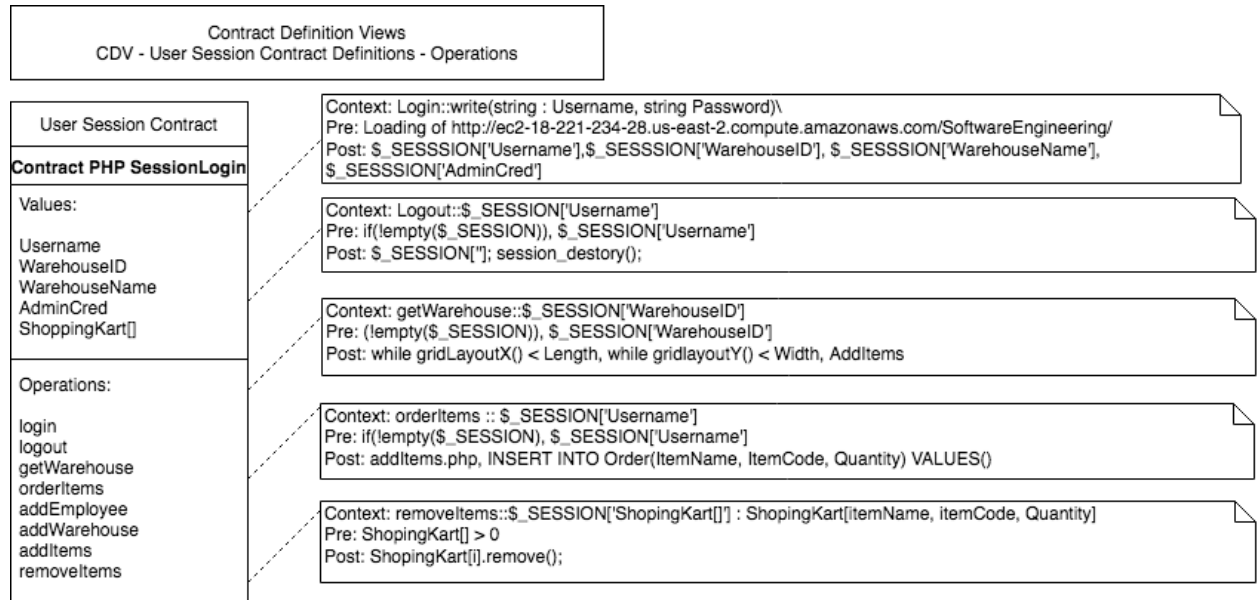 Contract Definition Views
CDV - User Session Contract Definitions - Operations
User Session Contract
Contract PHP SessionLogin
Values:
Username
WarehouseID
WarehouseName
AdminCred
ShoppingKart[]
Operations:
login
logout
getWarehouse
orderItems
addEmployee
addWarehouse
addItems
removeItems
Context: Login::write(string : Username, string Password)\
Pre: Loading of http://ec2-18-221-234-28.us-east-2.compute.amazonaws.com/SoftwareEngineering/
Post: $_SESSSION['Username'],$_SESSSION['WarehouseID'], $_SESSSION['WarehouseName'],
$_SESSSION['AdminCred']
Context: Logout::$_SESSION['Username']
Pre: if(!empty($_SESSION)), $_SESSION['Username']
Post: $_SESSION['']; session_destory();
Context: getWarehouse::$_SESSION['WarehouseID']
Pre: (!empty($_SESSION)), $_SESSION['WarehouseID']
Post: while gridLayoutX() < Length, while gridlayoutY() < Width, AddItems
Context: orderItems :: $_SESSION['Username']
Pre: if(!empty($_SESSION), $_SESSION['Username']
Post: addItems.php, INSERT INTO Order(ItemName, ItemCode, Quantity) VALUES()
Context: removeItems::$_SESSION['ShopingKart[]'] : ShopingKart[itemName, itemCode, Quantity]
Pre: ShopingKart[] > 0
Post: ShopingKart[i].remove();